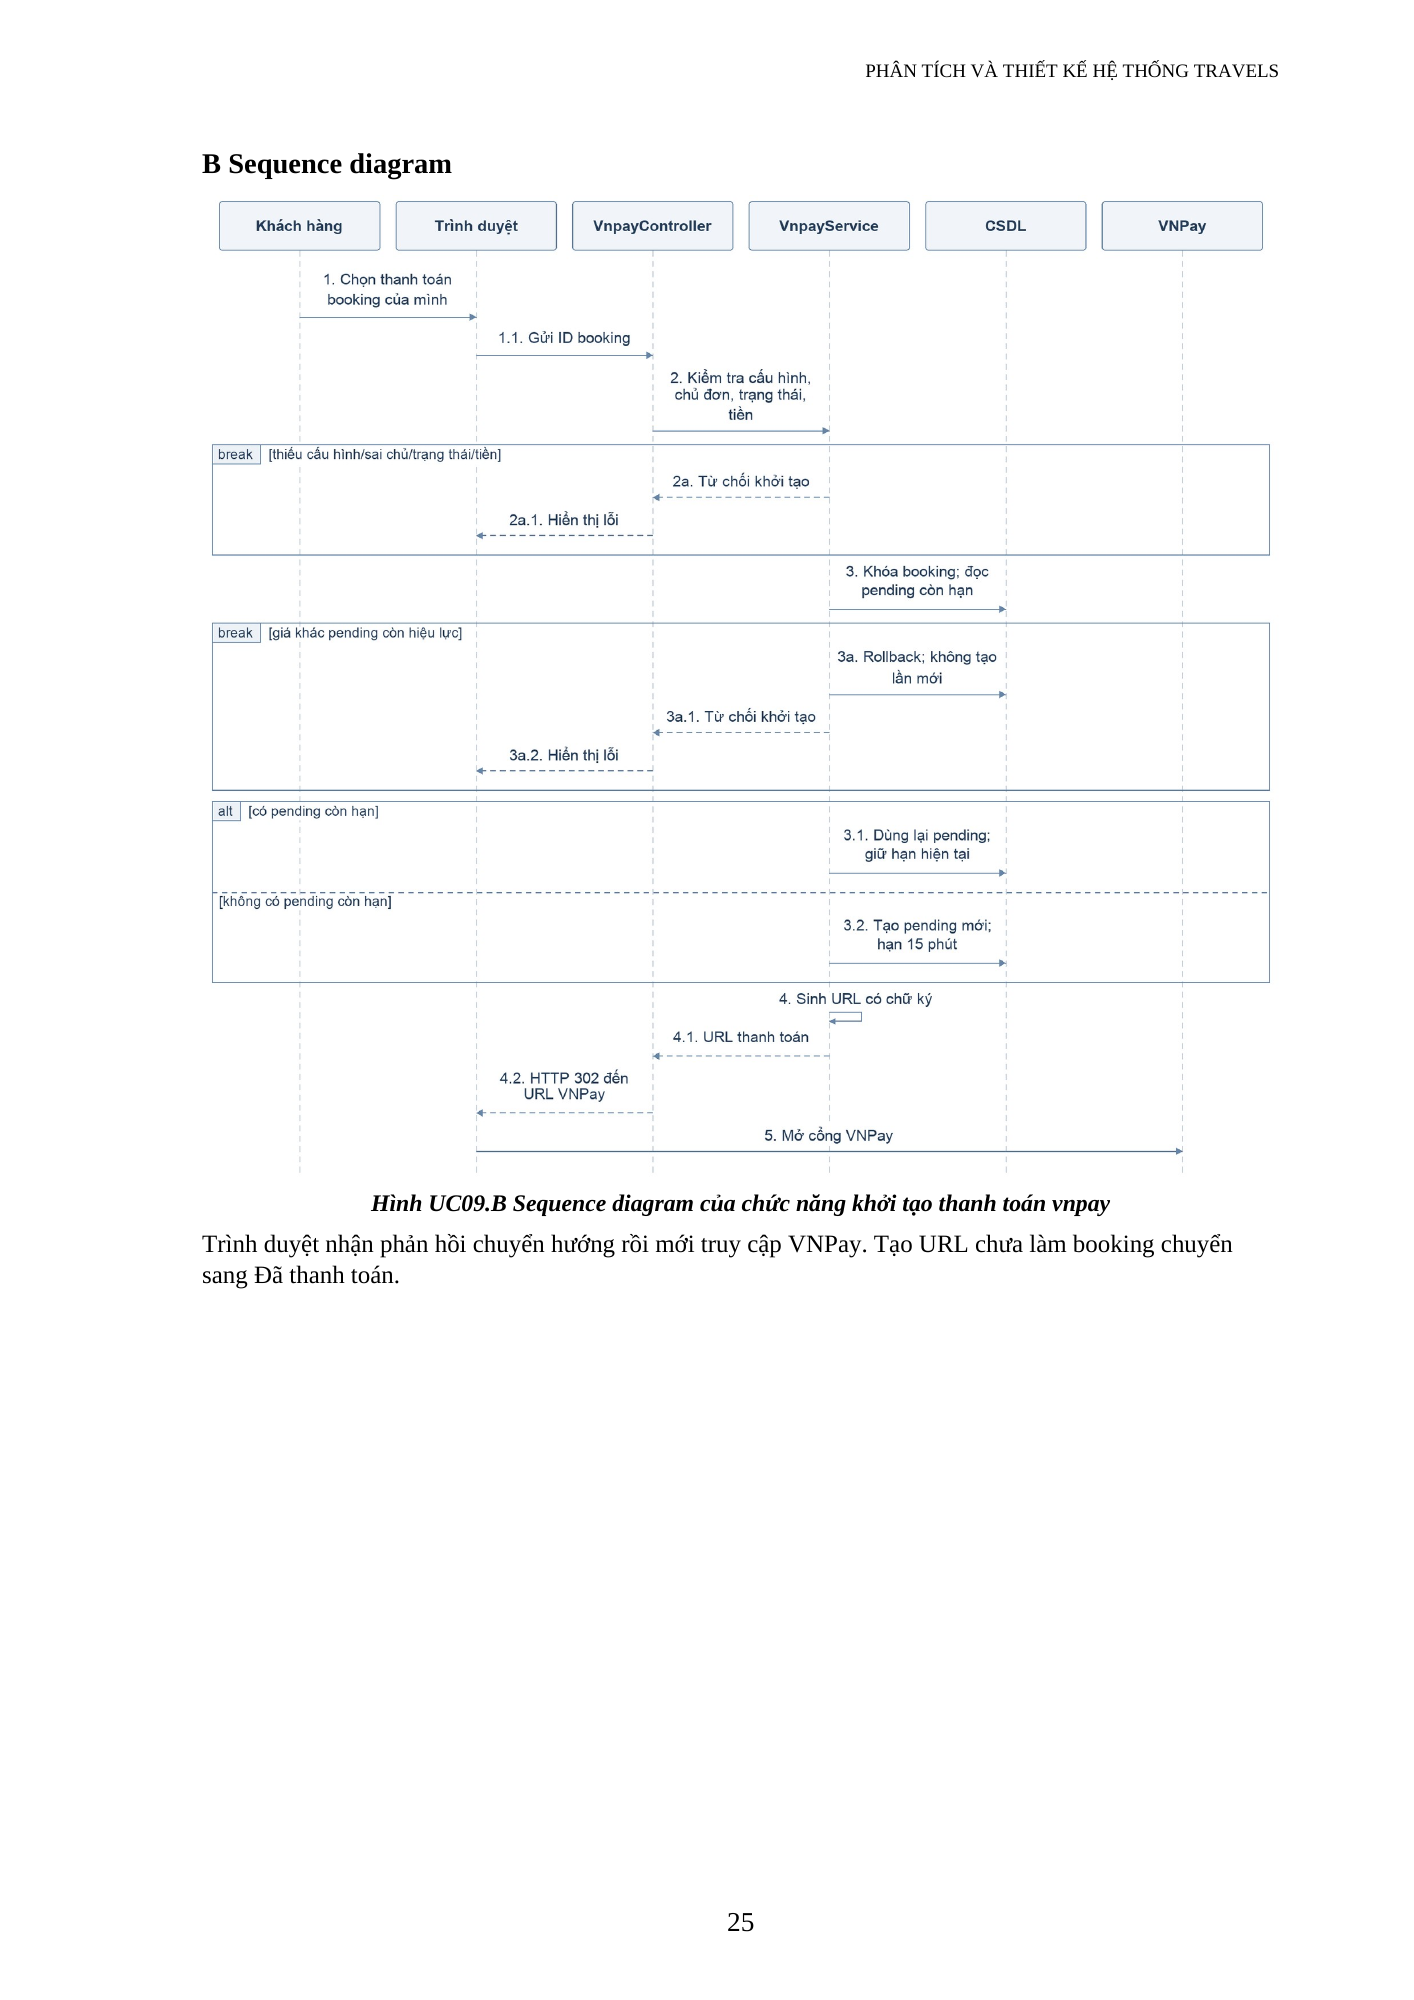 PHÂN TÍCH VÀ THIẾT KẾ HỆ THỐNG TRAVELS
B Sequence diagram
Khách hàng
Trình duyệt
VnpayController
VnpayService
CSDL
VNPay
1. Chọn thanh toán
booking của mình
1.1. Gửi ID booking
2. Kiểm tra cấu hình,
chủ đơn, trạng thái,
tiền
break [thiếu cấu hình/sai chủ/trạng thái/tiền]
2a. Từ chối khởi tạo
2a.1. Hiển thị lỗi
3. Khóa booking; đọc
pending còn hạn
break [giá khác pending còn hiệu lực]
3a. Rollback; không tạo
lần mới
3a.1. Từ chối khởi tạo
3a.2. Hiển thị lỗi
alt [có pending còn hạn]
3.1. Dùng lại pending;
giữ hạn hiện tại
[không có pending còn hạn]
3.2. Tạo pending mới;
hạn 15 phút
4. Sinh URL có chữ ký
4.1. URL thanh toán
4.2. HTTP 302 đến
URL VNPay
5. Mở cổng VNPay
Hình UC09.B Sequence diagram của chức năng khởi tạo thanh toán vnpay
Trình duyệt nhận phản hồi chuyển hướng rồi mới truy cập VNPay. Tạo URL chưa làm booking chuyển
sang Đã thanh toán.
25